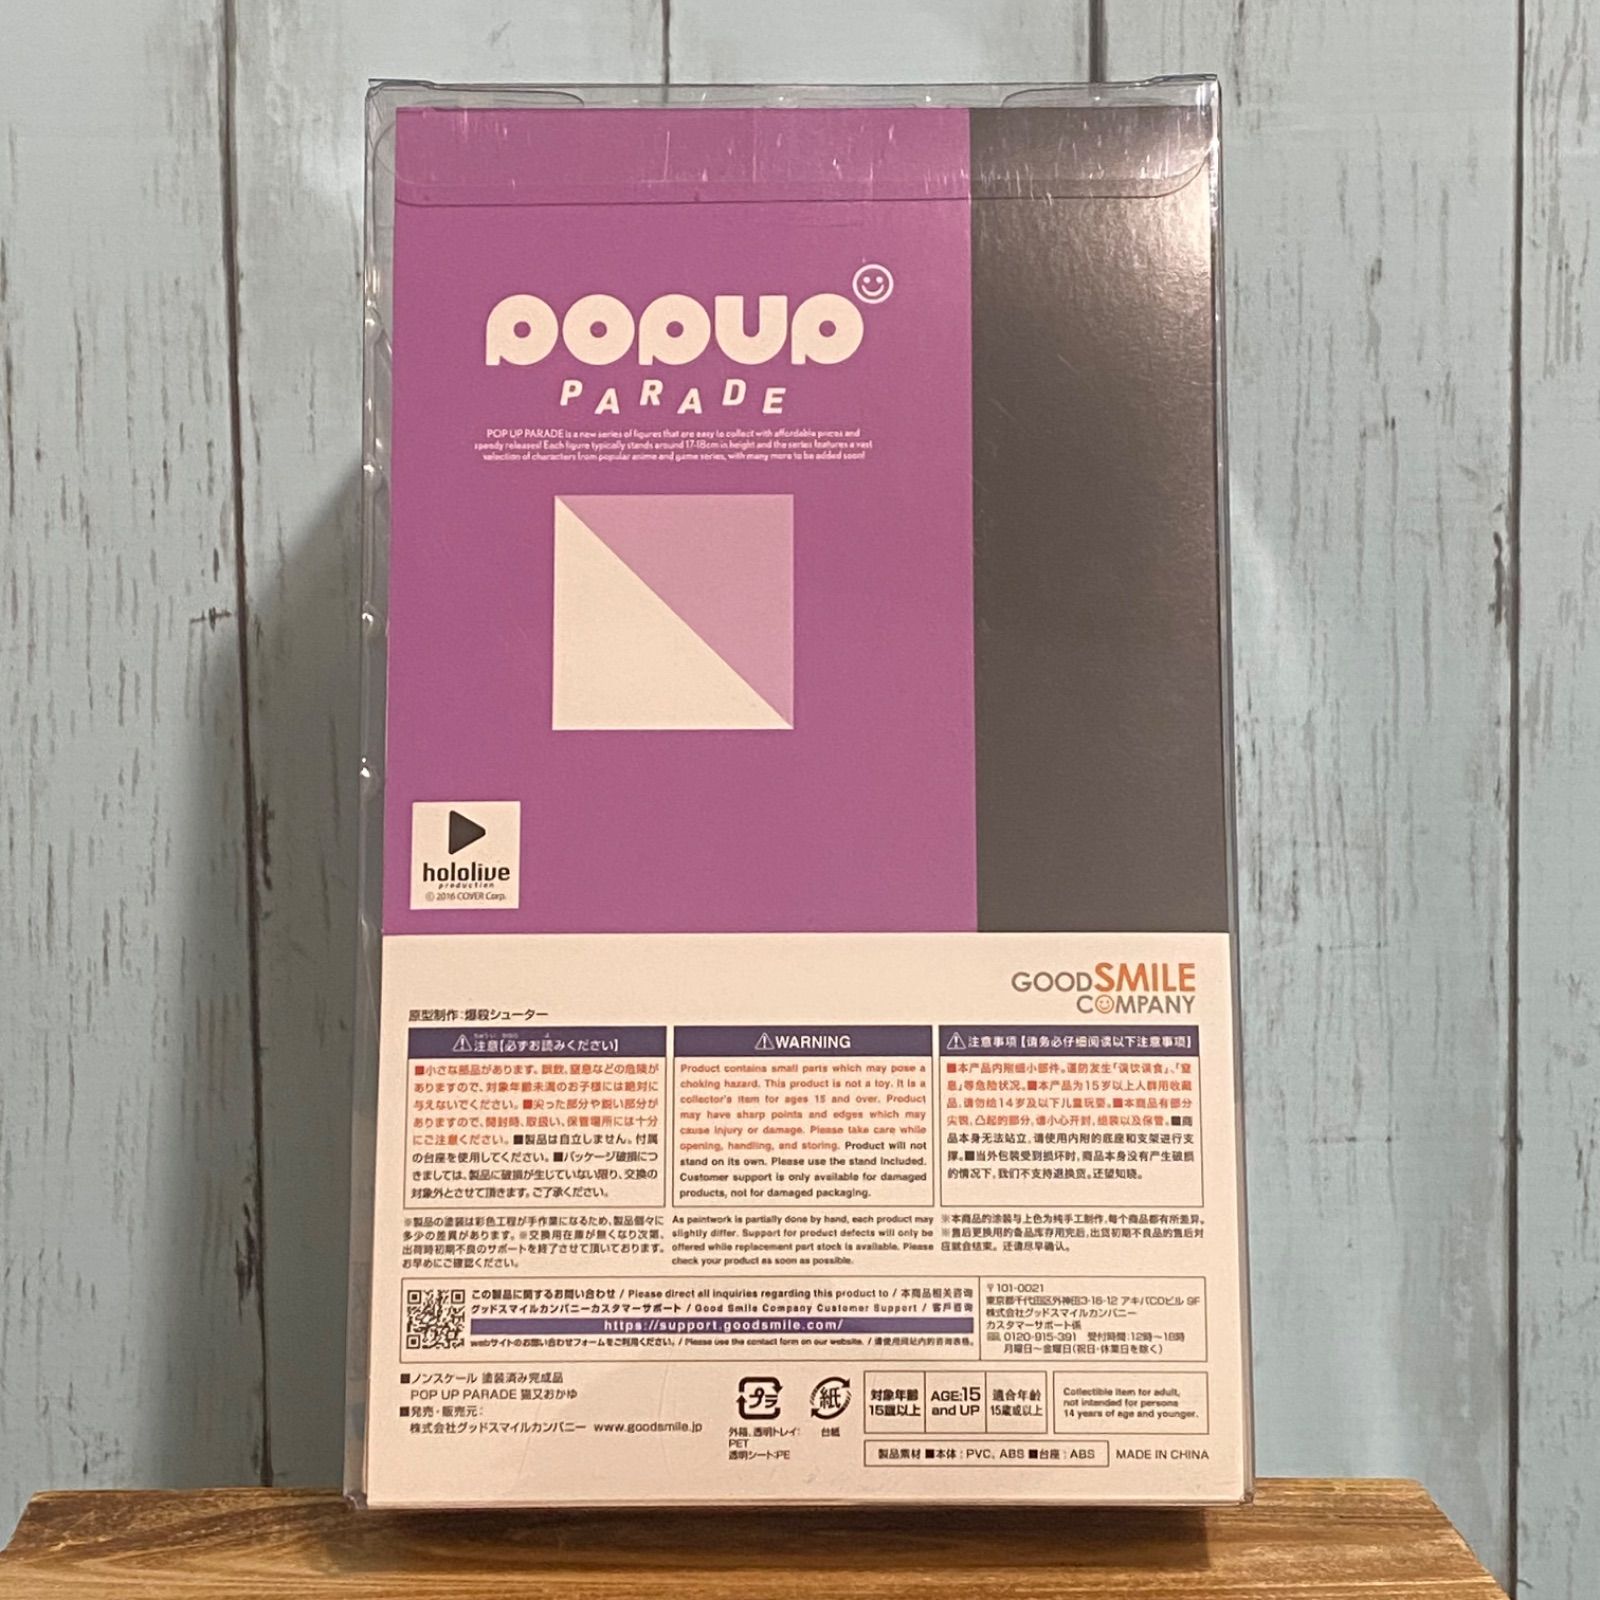 POPUP
PARADE
POP UP PARADE is a new series of figures that are easy to collect with affordable prices and
speedy releases! Each figure typically stands around 17-18cm in height and the series features a vast
selection of characters from popular anime and game series, with many more to be added soon!
hololive
production
© 2016 COVER Corp.
GOODSMILE
COMPANY
原型制作：爆殺シューター
注意【必ずお読みください】
■小さな部品があります。誤飲、窒息などの危険が
ありますので、対象年齢未満のお子様には絶対に
与えないでください。■尖った部分や鋭い部分が
ありますので、開封時、取扱い、保管場所には十分
にご注意ください。■製品は自立しません。付属
の台座を使用してください。■パッケージ破損につ
きましては、製品に破損が生じていない限り、交換の
対象外とさせて頂きます。ご了承ください。
WARNING
Product contains small parts which may pose a
choking hazard. This product is not a toy. It is a
collector's item for ages 15 and over. Product
may have sharp points and edges which may
cause injury or damage. Please take care while
opening, handling, and storing. Product will not
stand on its own. Please use the stand included.
Customer support is only available for damaged
products, not for damaged packaging.
注意事项【请务必仔细阅读以下注意事项】
■本产品内附细小部件。谨防发生「误饮误食」、「窒
息」等危险状况。■本产品为15岁以上人群用收藏
品，请勿给14岁及以下儿童玩耍。■本商品有部分
尖锐、凸起的部分，请小心开封，组装以及保管。■商
品本身无法站立，请使用内附的底座和支架进行支
撑。■当外包装受到损坏时，商品本身没有产生破损
的情况下，我们不支持退换货。还望知晓。
※製品の塗装は彩色工程が手作業になるため、製品個々に
多少の差異があります。※交換用在庫が無くなり次第、
出荷時初期不良のサポートを終了させて頂いております。
お早めにご確認ください。
As paintwork is partially done by hand, each product may
slightly differ. Support for product defects will only be
offered while replacement part stock is available. Please
check your product as soon as possible.
※本商品的涂装与上色为纯手工制作，每个商品都有所差异。
※售后更换用的备品库存用完后，出货初期不良品的售后对
应就会结束。还请尽早确认。
この製品に関するお問い合わせ / Please direct all inquiries regarding this product to / 本商品相关咨询
グッドスマイルカンパニーカスタマーサポート / Good Smile Company Customer Support / 客戶咨询
https://support.goodsmile.com/
webサイトのお問い合わせフォームをご利用ください。/ Please use the contact form on our website. / 请使用网站内的咨询表格。
〒101-0021
東京都千代田区外神田3-16-12 アキバCOビル 9F
株式会社グッドスマイルカンパニー
カスタマーサポート係
0120-915-391 受付時間：12時～18時
月曜日～金曜日（祝日・休業日を除く）
■ノンスケール 塗装済み完成品
POP UP PARADE 猫又おかゆ
■発売・販売元：
株式会社グッドスマイルカンパニー www.goodsmile.jp
プラ
外箱、透明トレイ：
PET
透明シート：PE
紙
台紙
対象年齢
15歳以上
AGE:15
and UP
適合年齢
15歲或以上
Collectible item for adult,
not intended for persons
14 years of age and younger.
製品素材 ■本体：PVC、ABS ■台座：ABS
MADE IN CHINA